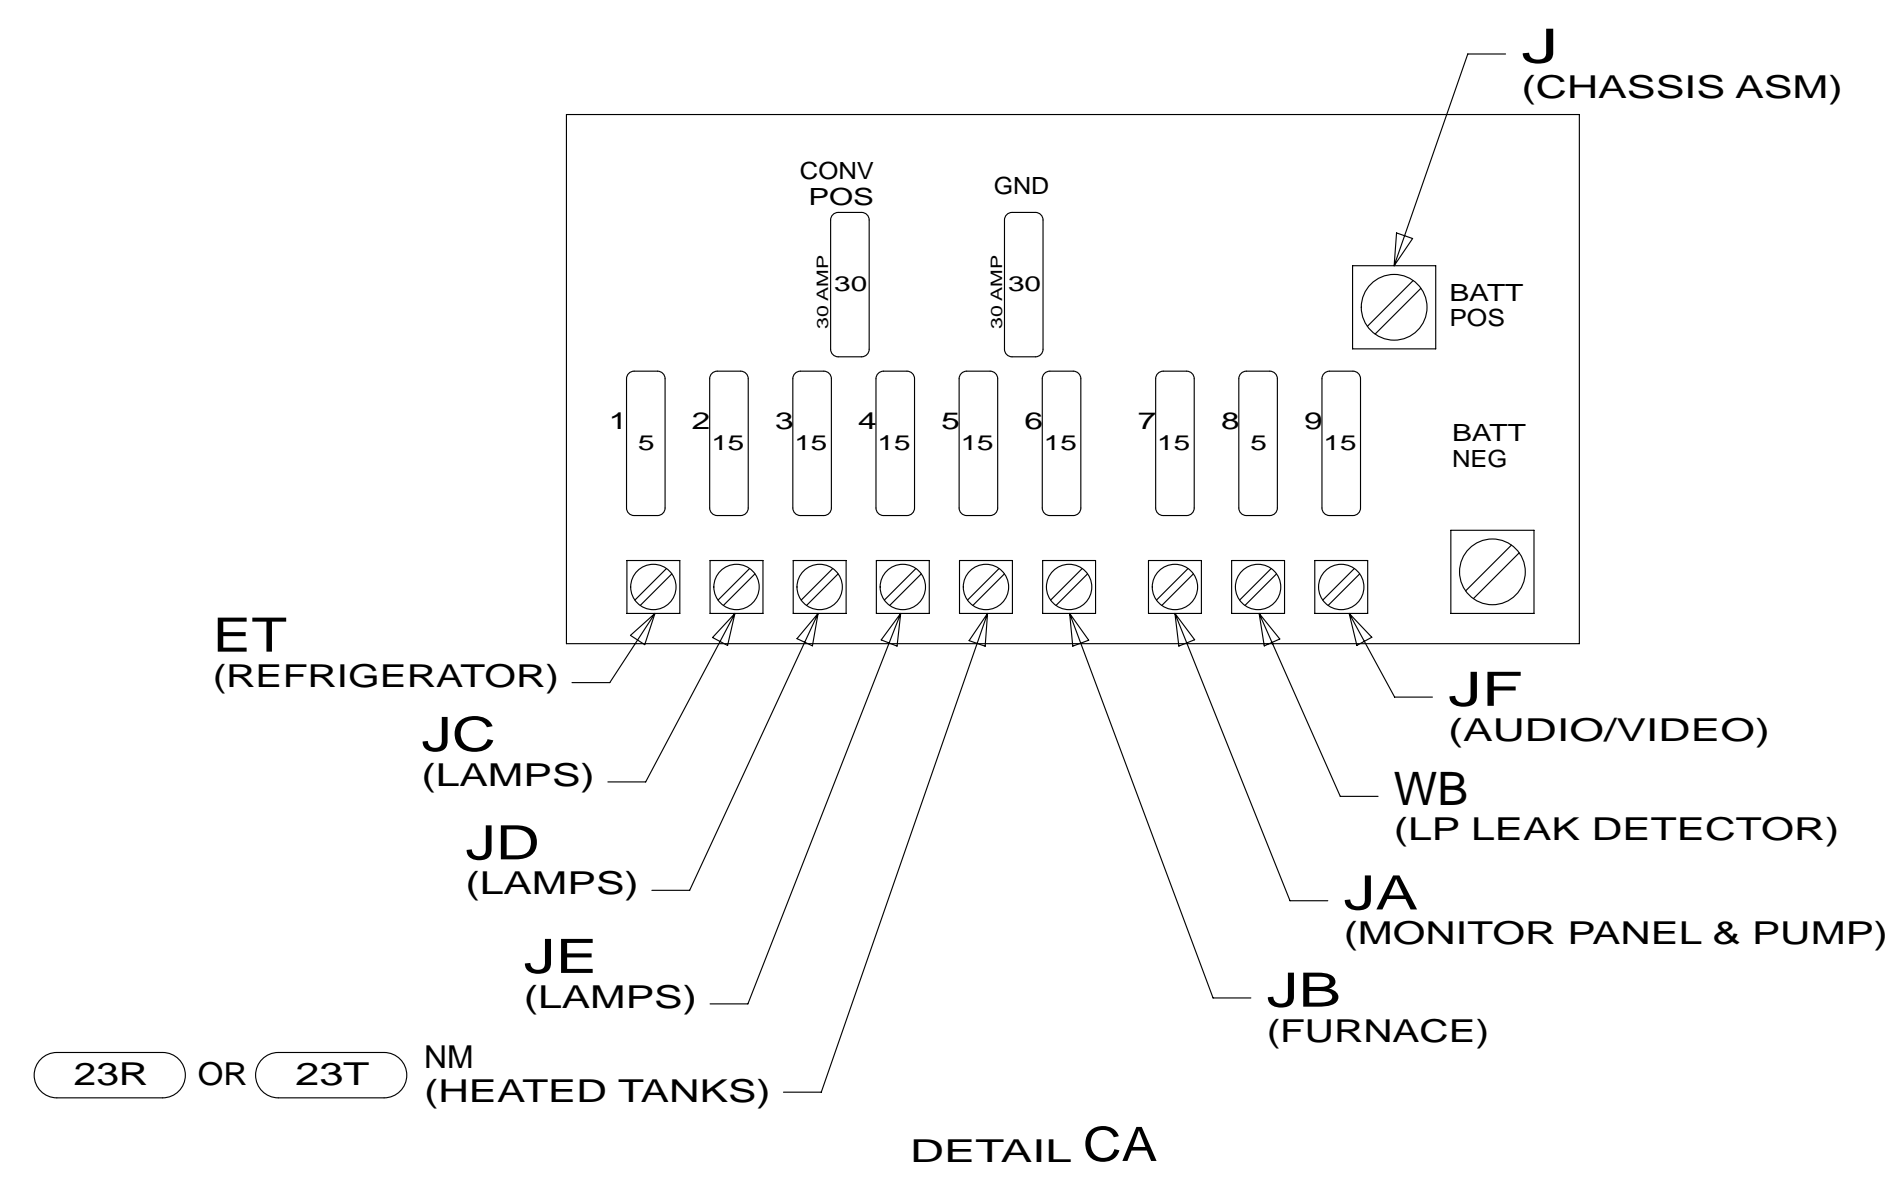 J
(CHASSIS ASM)
CONV
POS
GND
30 AMP
30
30 AMP
30
BATT
POS
1
2
3
4
5
6
7
8
9
5
15
15
15
15
15
15
5
15
BATT
NEG
ET
(REFRIGERATOR)
JC
(LAMPS)
JD
(LAMPS)
JE
(LAMPS)
23R OR 23T
NM
(HEATED TANKS)
JF
(AUDIO/VIDEO)
WB
(LP LEAK DETECTOR)
JA
(MONITOR PANEL & PUMP)
JB
(FURNACE)
DETAIL CA